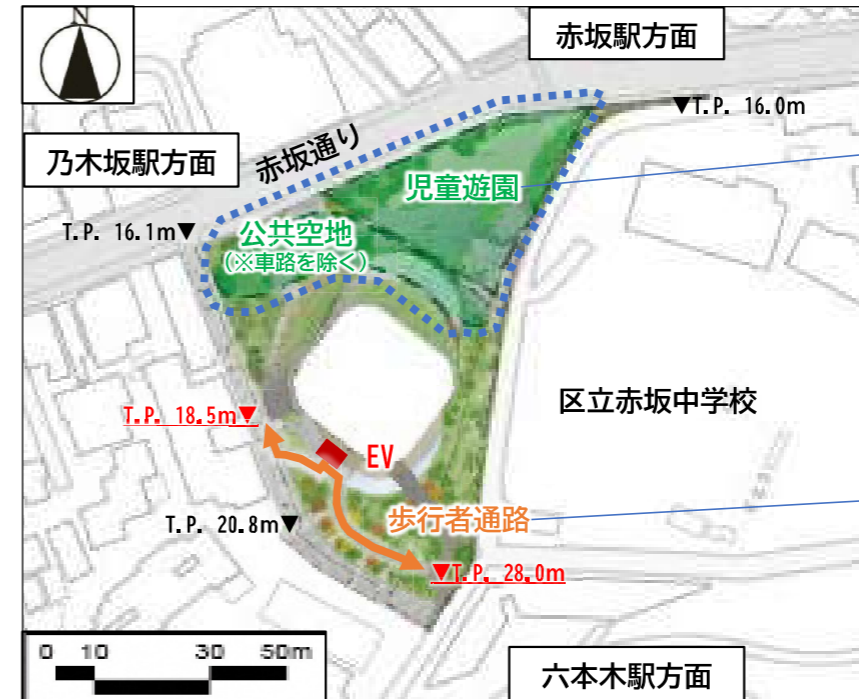 N
赤坂駅方面
▼T.P. 16.0m
赤坂通り
乃木坂駅方面
児童遊園
T.P. 16.1m▼
公共空地
(※車路を除く)
区立赤坂中学校
T.P. 18.5m▼
EV
歩行者通路
T.P. 20.8m▼
▼T.P. 28.0m
0 10 30 50m
六本木駅方面